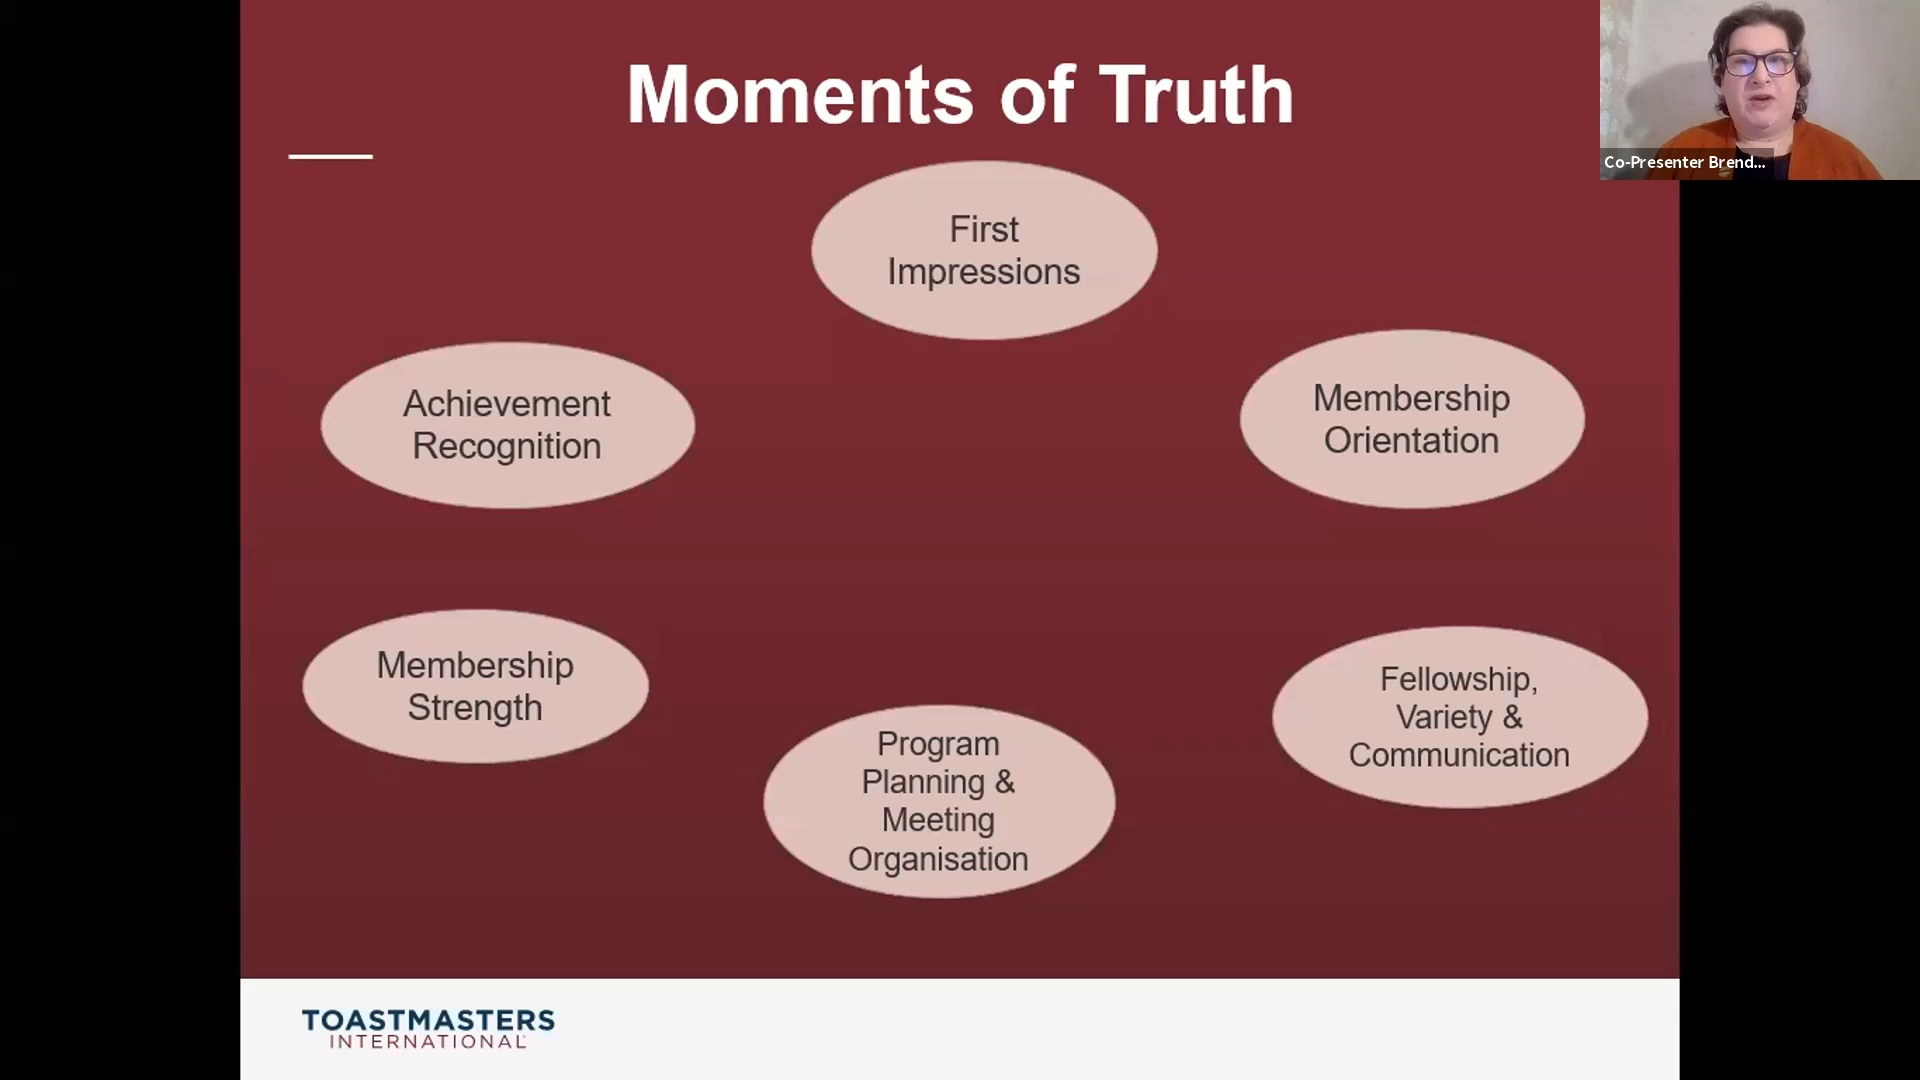 Moments of Truth
Co-Presenter Brend...
First
Impressions
Achievement
Recognition
Membership
Orientation
Membership
Strength
Program
Planning &
Meeting
Organisation
Fellowship,
Variety &
Communication
TOASTMASTERS
INTERNATIONAL